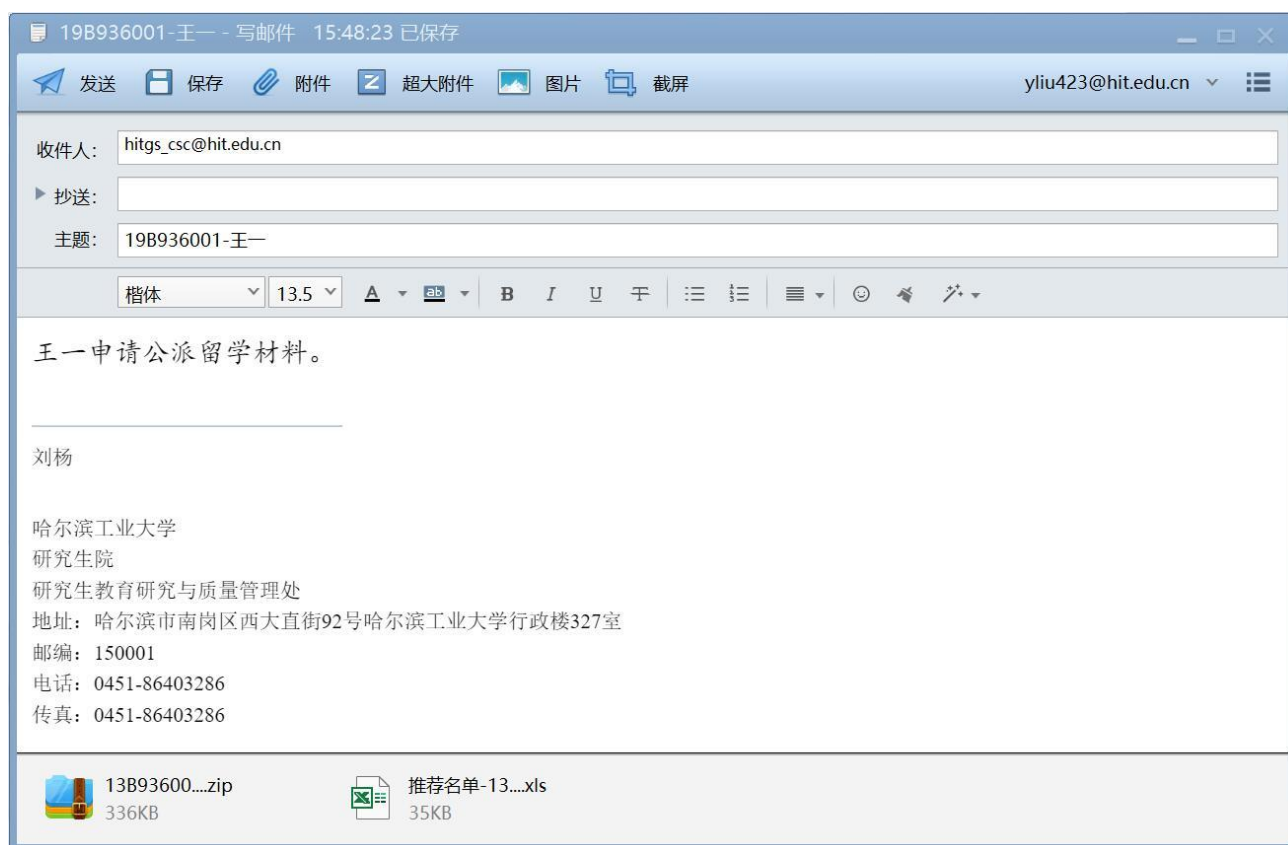 19B936001-王一 - 写邮件 15:48:23 已保存
发送 保存 附件 Z 超大附件 图片 截屏 yliu423@hit.edu.cn
收件人: hitgs_csc@hit.edu.cn
抄送:
主题: 19B936001-王一
楷体 13.5 A ab B I U 干
王一申请公派留学材料。
刘杨
哈尔滨工业大学
研究生院
研究生教育研究与质量管理处
地址：哈尔滨市南岗区西大直街92号哈尔滨工业大学行政楼327室
邮编：150001
电话：0451-86403286
传真：0451-86403286
13B93600....zip 推荐名单-13....xls
336KB 35KB